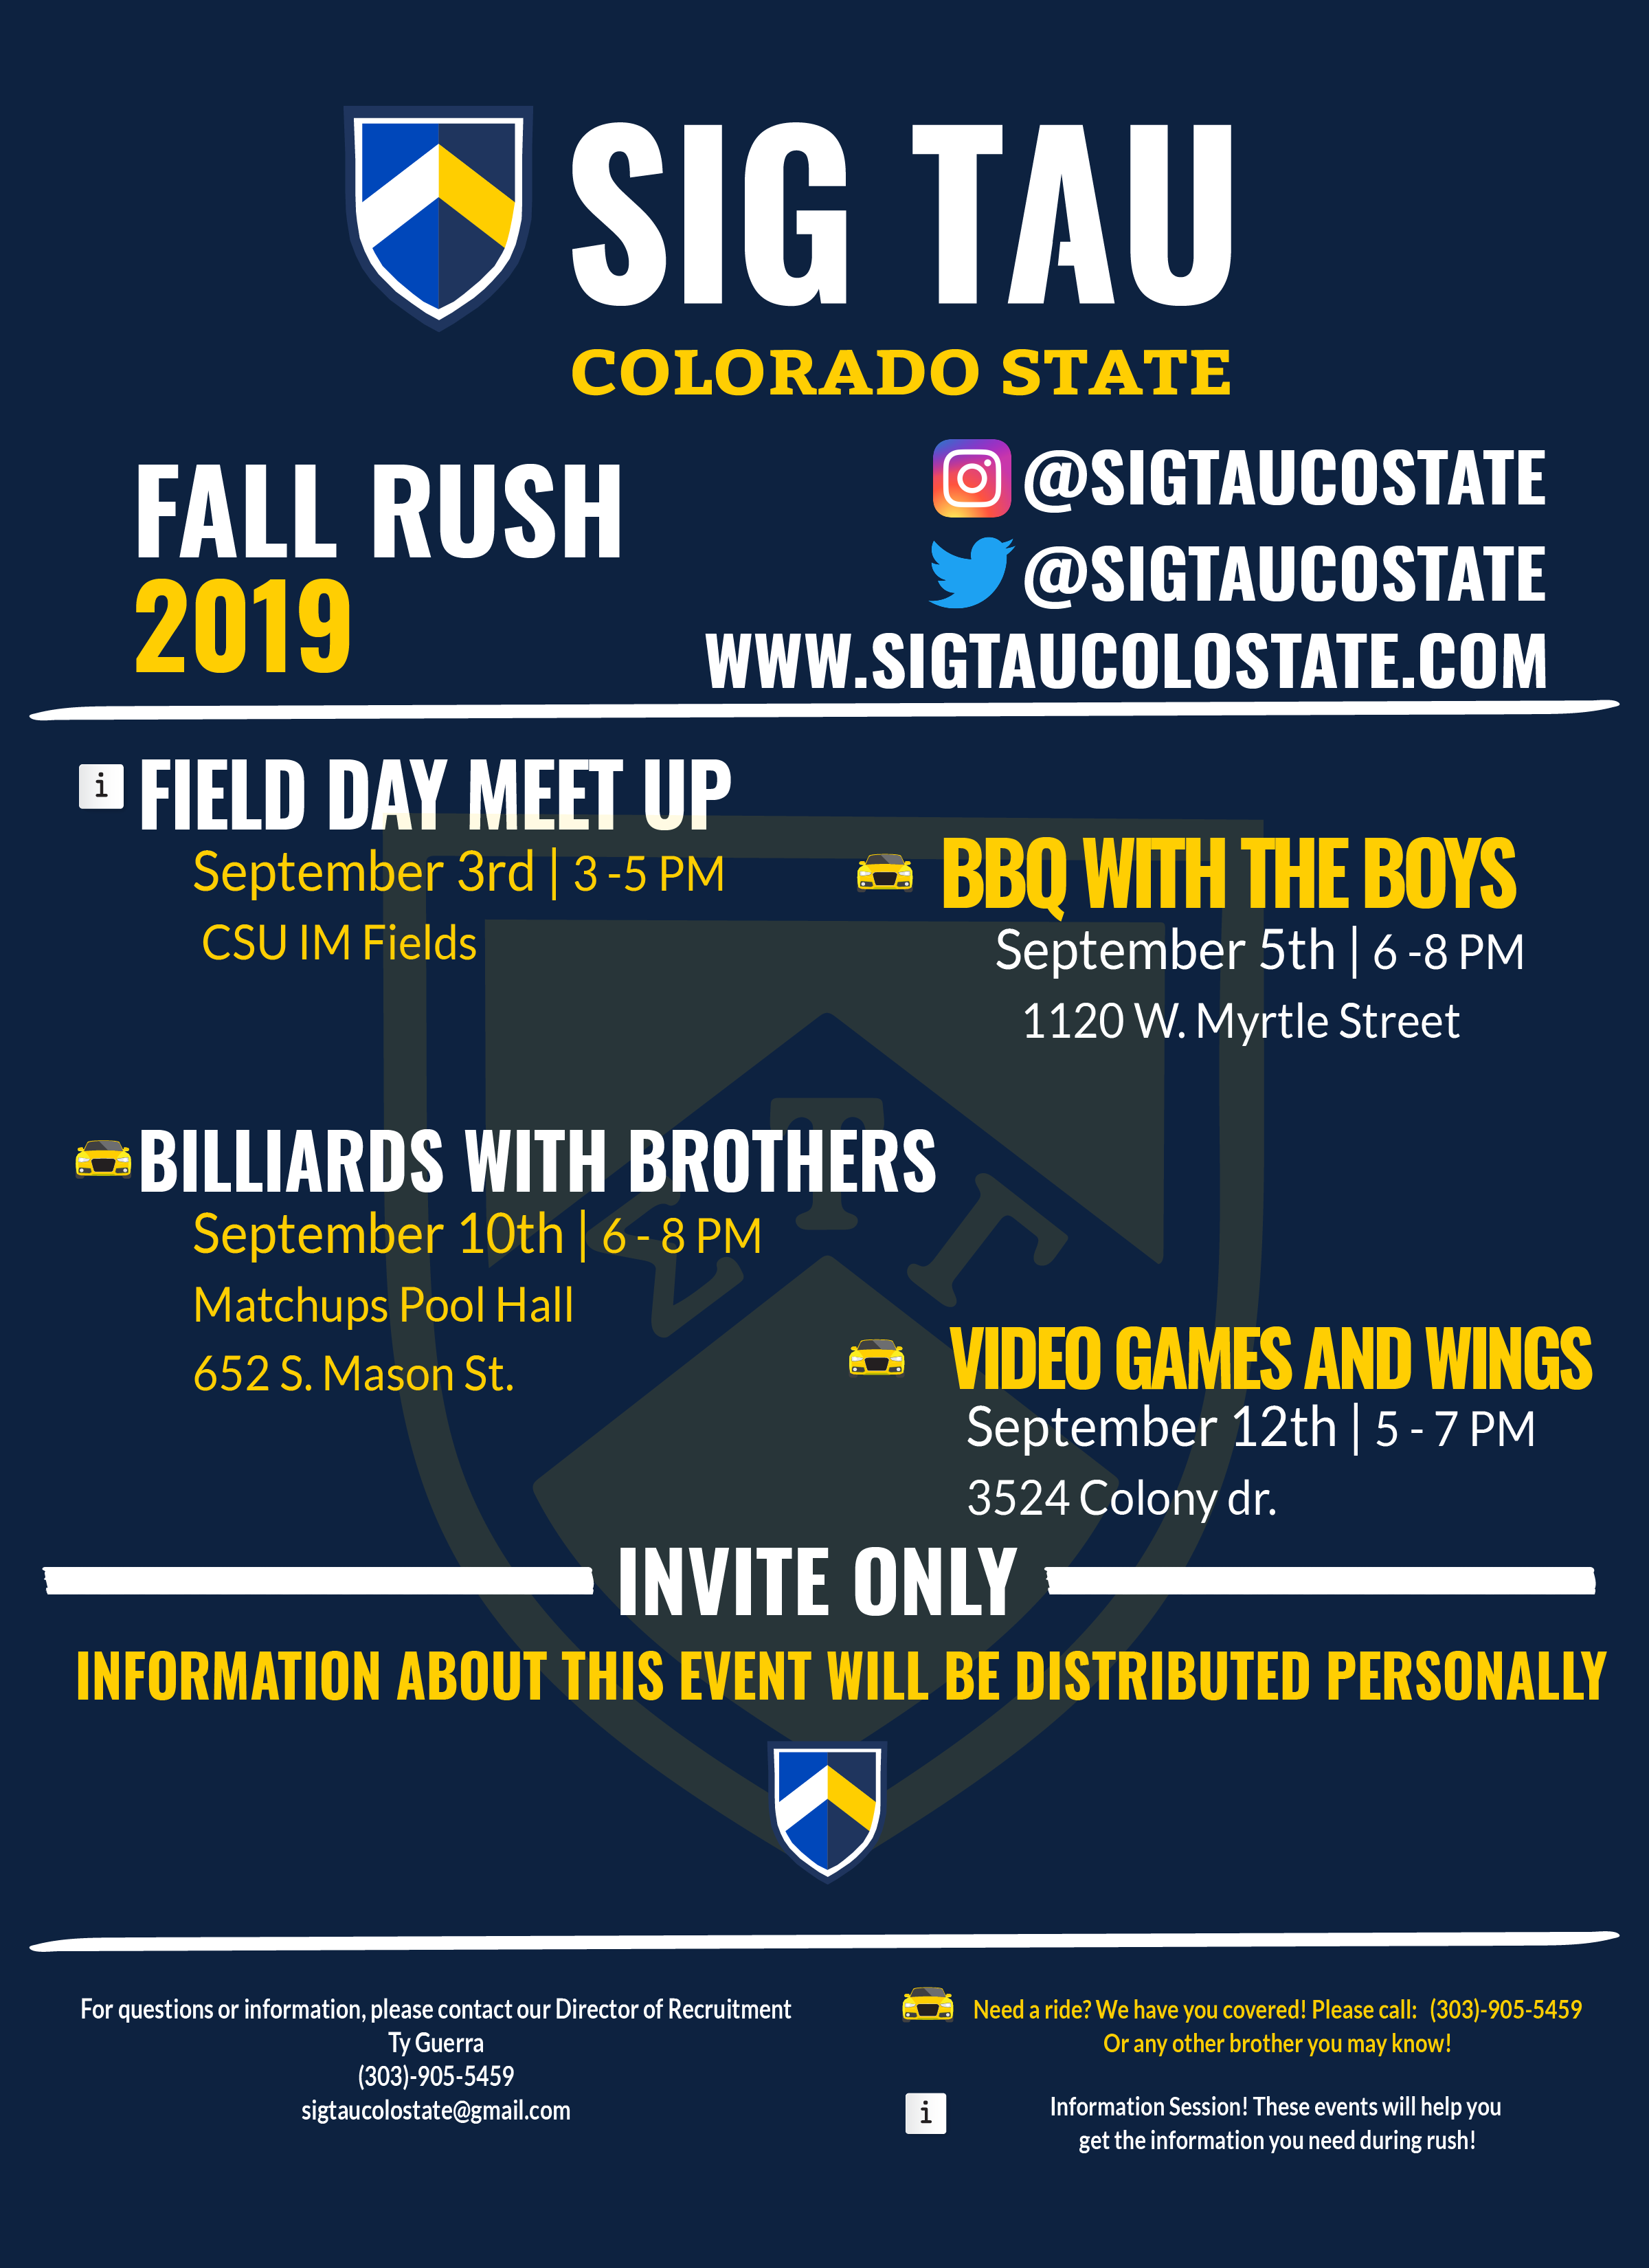 SIG TAU
COLORADO STATE
FALL RUSH
2019
@SIGTAUCOSTATE
@SIGTAUCOSTATE
WWW.SIGTAUCOLOSTATE.COM
i FIELD DAY MEET UP
September 3rd | 3 -5 PM
CSU IM Fields
BBQ WITH THE BOYS
September 5th | 6 -8 PM
1120 W. Myrtle Street
ΣΤΓ
BILLIARDS WITH BROTHERS
September 10th | 6 - 8 PM
Matchups Pool Hall
652 S. Mason St.
VIDEO GAMES AND WINGS
September 12th | 5 - 7 PM
3524 Colony dr.
INVITE ONLY
INFORMATION ABOUT THIS EVENT WILL BE DISTRIBUTED PERSONALLY
For questions or information, please contact our Director of Recruitment
Ty Guerra
(303)-905-5459
sigtaucolostate@gmail.com
Need a ride? We have you covered! Please call: (303)-905-5459
Or any other brother you may know!
i Information Session! These events will help you
get the information you need during rush!